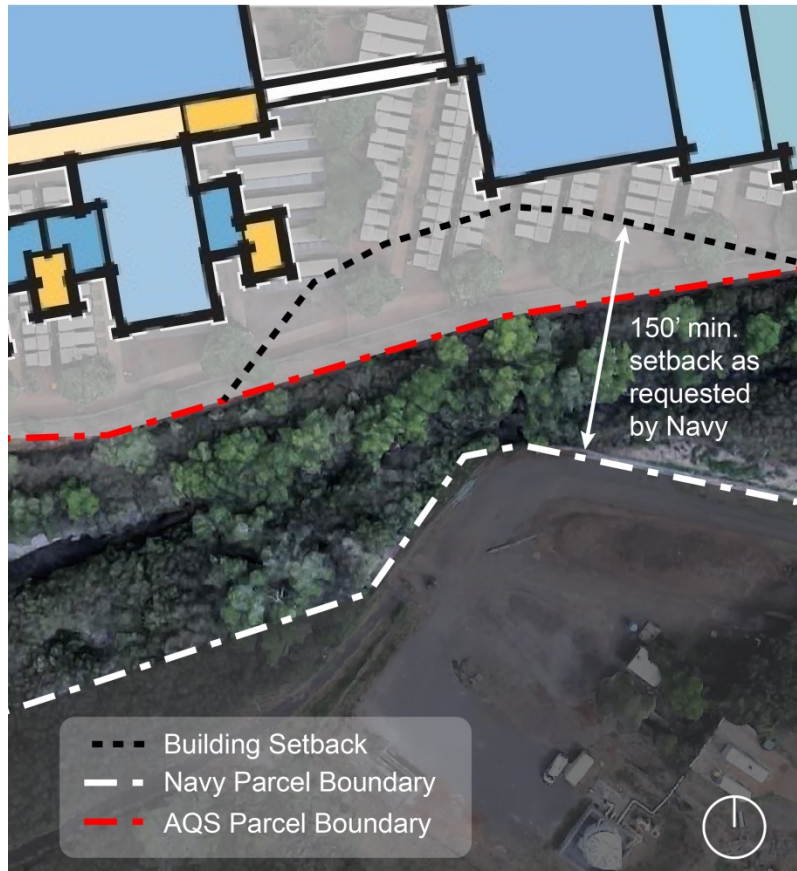 150’ min.
setback as
requested
by Navy
Building Setback
Navy Parcel Boundary
AQS Parcel Boundary